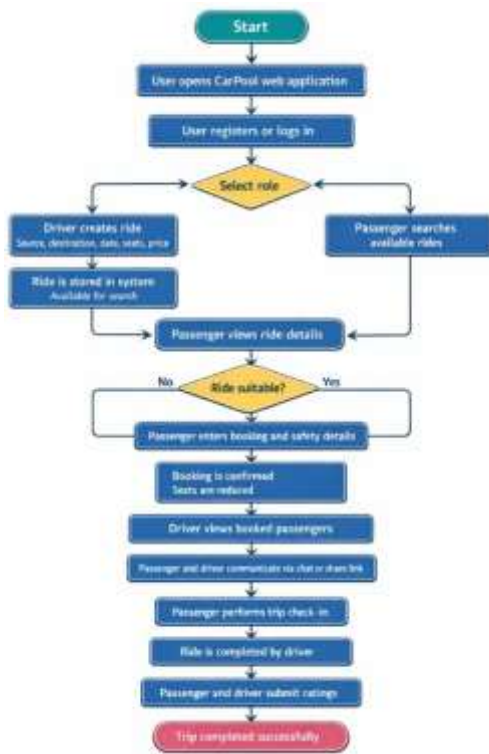 Start
User opens CarPool web application
User registers or logs in
Select role
Driver creates ride
Source, destination, date, seats, price
Passenger searches
available rides
Ride is stored in system
Available for search
Passenger views ride details
No
Ride suitable?
Yes
Passenger enters booking and safety details
Booking is confirmed
Seats are reduced
Driver views booked passengers
Passenger and driver communicate via chat or share link
Passenger performs trip check-in
Ride is completed by driver
Passenger and driver submit ratings
Trip completed successfully